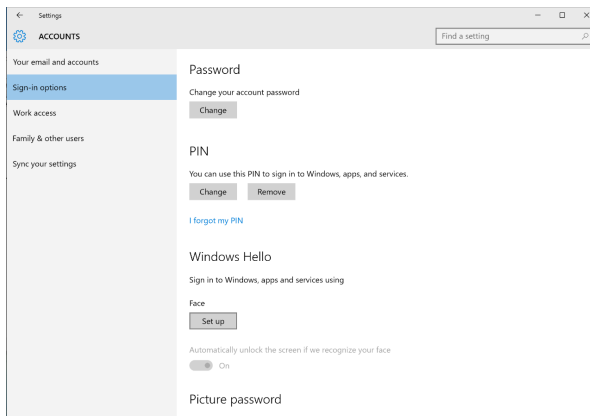 Settings
ACCOUNTS
Find a setting
Your email and accounts
Sign-in options
Work access
Family & other users
Sync your settings
Password
Change your account password
Change
PIN
You can use this PIN to sign in to Windows, apps, and services.
Change Remove
I forgot my PIN
Windows Hello
Sign in to Windows, apps and services using
Face
Set up
Automatically unlock the screen if we recognize your face
On
Picture password